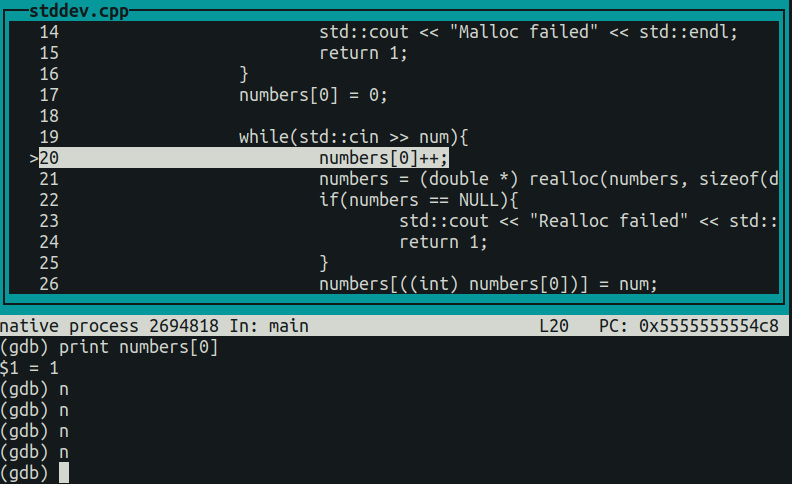 stddev.cpp
14 std::cout << "Malloc failed" << std::endl;
15 return 1;
16 }
17 numbers[0] = 0;
18
19 while(std::cin >> num){
>20 numbers[0]++;
21 numbers = (double *) realloc(numbers, sizeof(d
22 if(numbers == NULL){
23 std::cout << "Realloc failed" << std::
24 return 1;
25 }
26 numbers[((int) numbers[0])] = num;
native process 2694818 In: main L20 PC: 0x5555555554c8
(gdb) print numbers[0]
$1 = 1
(gdb) n
(gdb) n
(gdb) n
(gdb) n
(gdb)